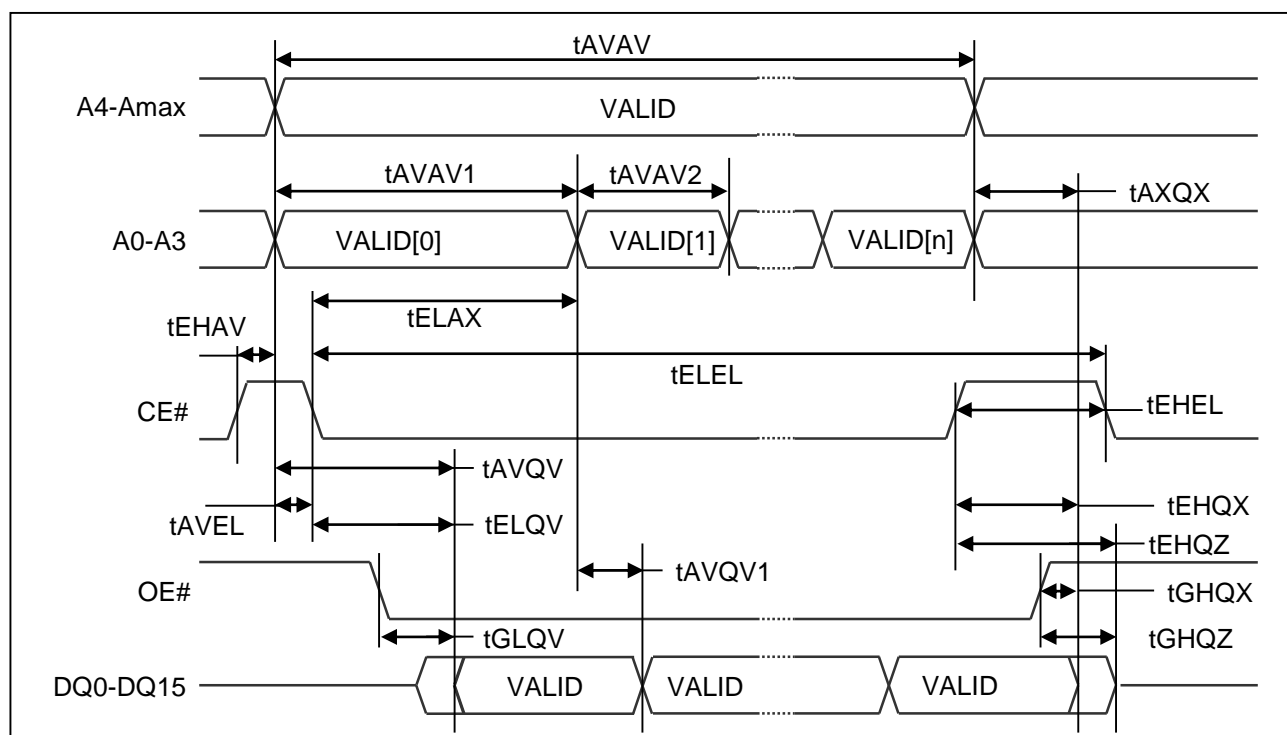 tAVAV
A4-Amax
VALID
tAVAV1
tAVAV2
tAXQX
A0-A3
VALID[0]
VALID[1]
VALID[n]
tEHAV
tELAX
tELEL
CE#
tEHEL
tAVQV
tAVEL
tELQV
tEHQX
tEHQZ
OE#
tAVQV1
tGHQX
tGLQV
tGHQZ
DQ0-DQ15
VALID
VALID
VALID